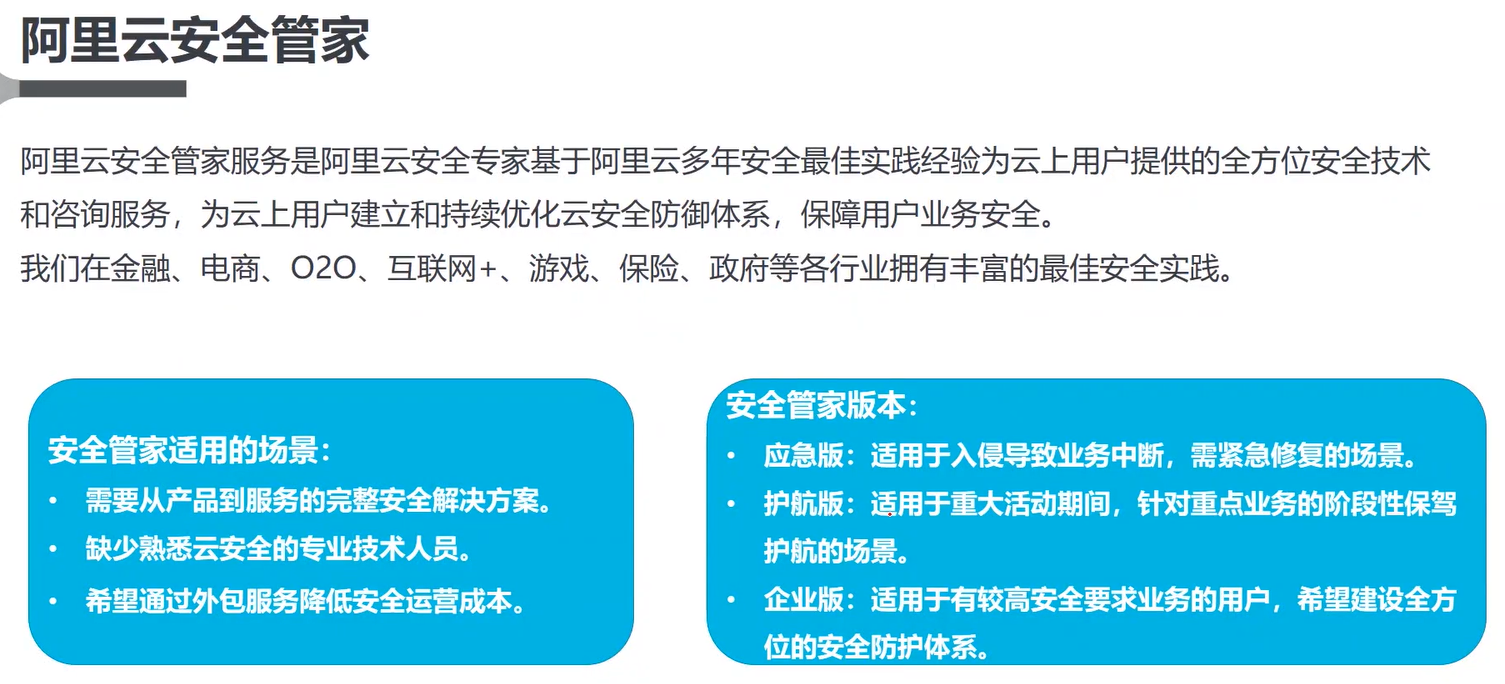 阿里云安全管家
阿里云安全管家服务是阿里云安全专家基于阿里云多年安全最佳实践经验为云上用户提供的全方位安全技术
和咨询服务，为云上用户建立和持续优化云安全防御体系，保障用户业务安全。
我们在金融、电商、O2O、互联网+、游戏、保险、政府等各行业拥有丰富的最佳安全实践。
安全管家适用的场景：
• 需要从产品到服务的完整安全解决方案。
• 缺少熟悉云安全的专业技术人员。
• 希望通过外包服务降低安全运营成本。
安全管家版本：
• 应急版：适用于入侵导致业务中断，需紧急修复的场景。
• 护航版：适用于重大活动期间，针对重点业务的阶段性保驾
护航的场景。
• 企业版：适用于有较高安全要求业务的用户，希望建设全方
位的安全防护体系。